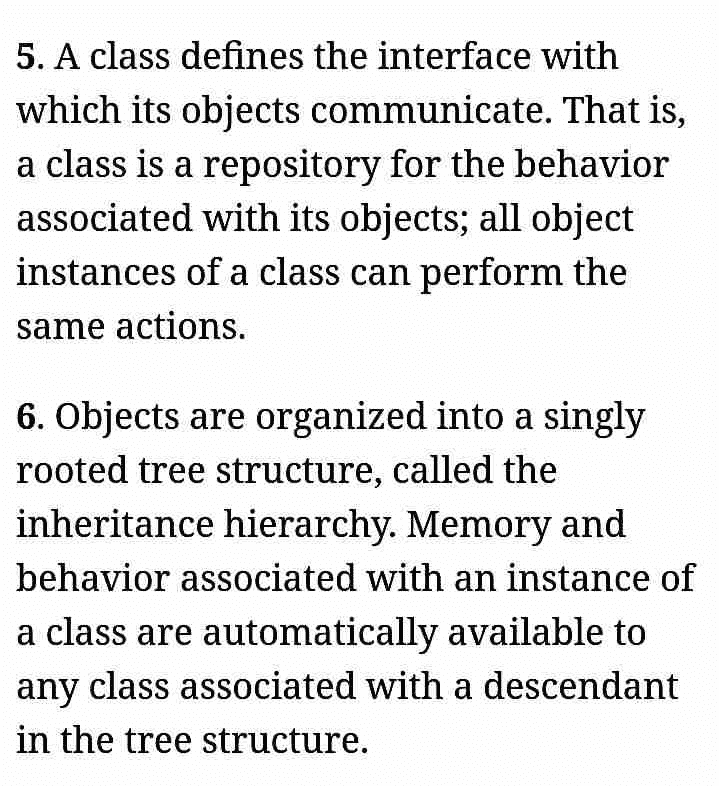 5. A class defines the interface with
which its objects communicate. That is,
a class is a repository for the behavior
associated with its objects; all object
instances of a class can perform the
same actions.
6. Objects are organized into a singly
rooted tree structure, called the
inheritance hierarchy. Memory and
behavior associated with an instance of
a class are automatically available to
any class associated with a descendant
in the tree structure.